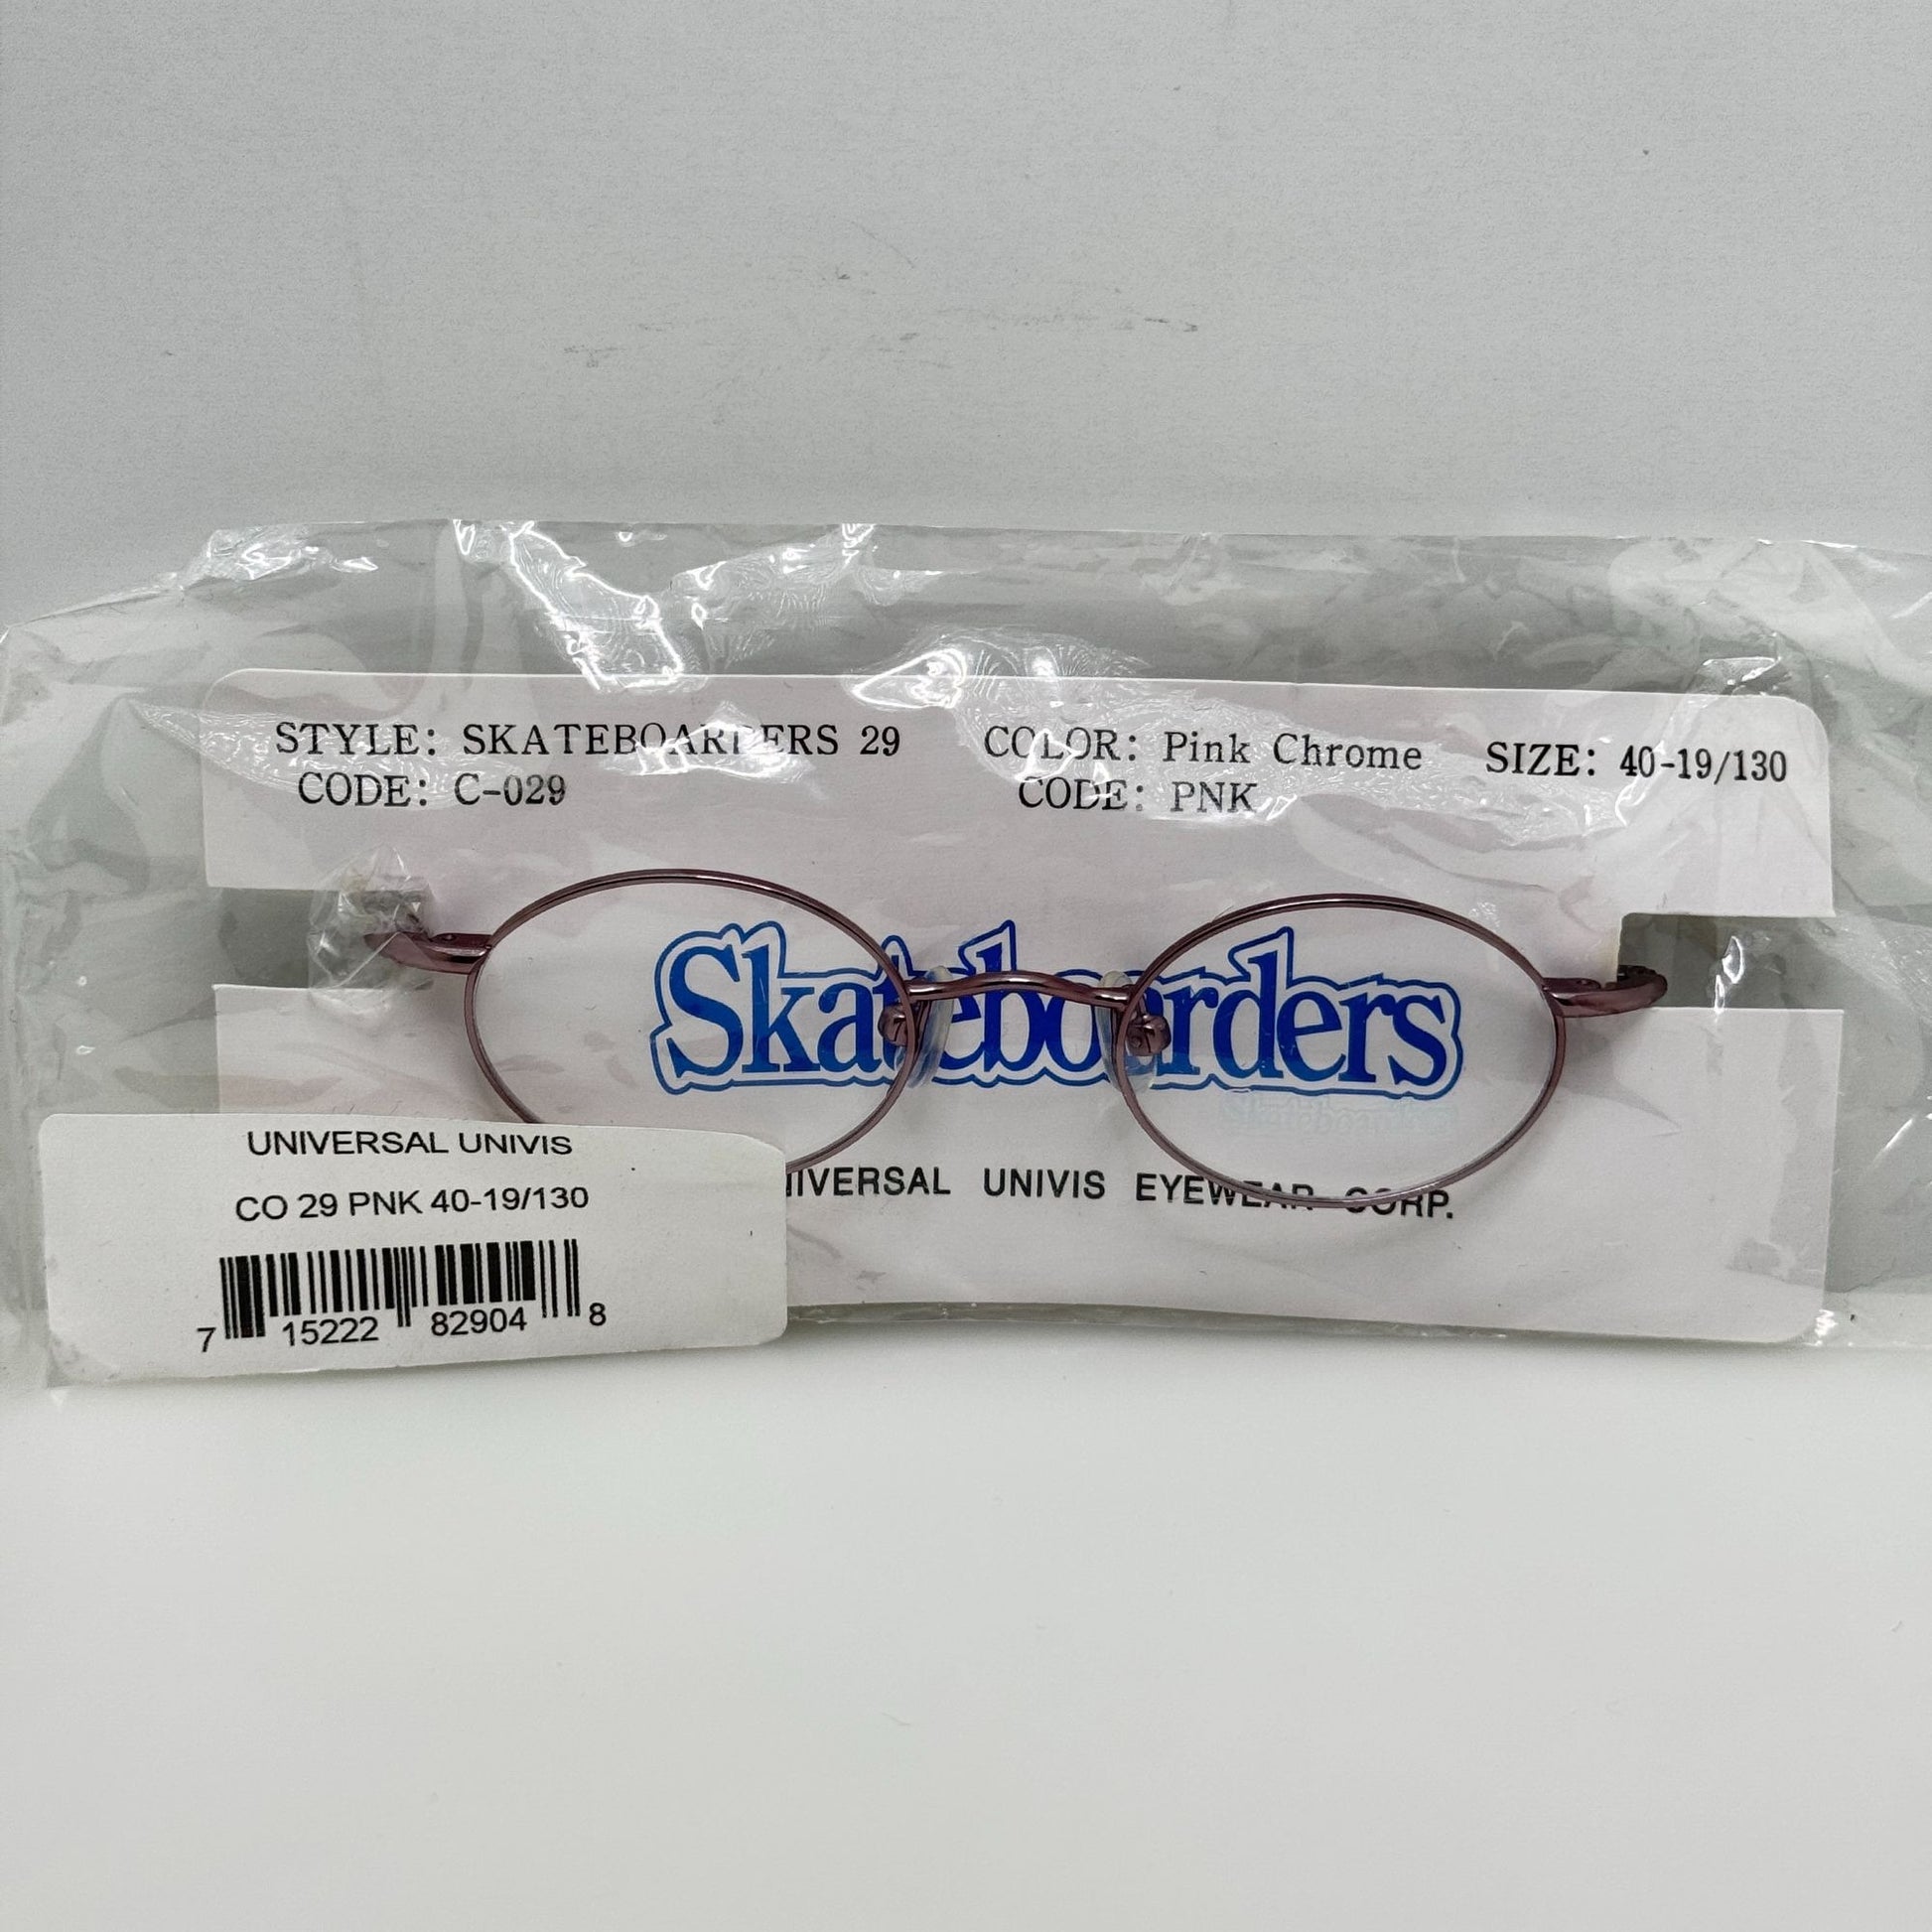 STYLE: SKATEBOARDERS 29 COLOR: Pink Chrome SIZE: 40-19/130
CODE: C-029 CODE: PNK
Skateboarders
Skateboarders
UNIVERSAL UNIVIS EYEWEAR CORP.
UNIVERSAL UNIVIS
CO 29 PNK 40-19/130
7 15222 82904 8